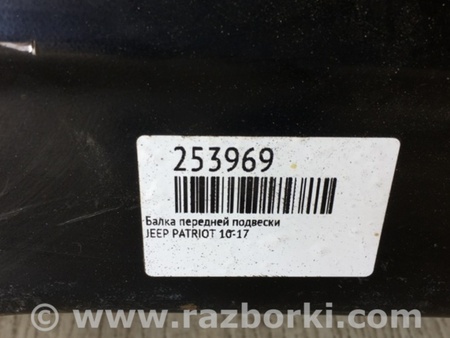 253969
Балка передней подвески
JEEP PATRIOT 10-17
© www.razborki.com